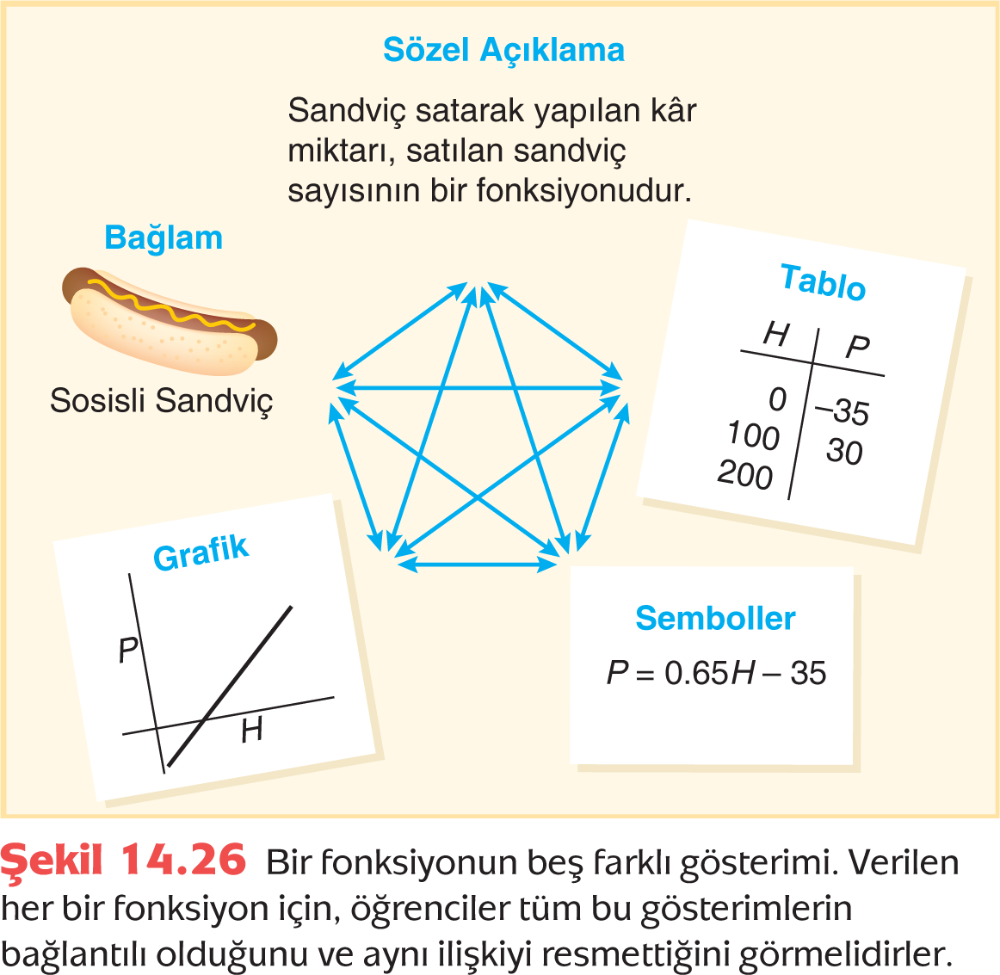 Sözel Açıklama
Sandviç satarak yapılan kâr
miktarı, satılan sandviç
sayısının bir fonksiyonudur.
Bağlam
Sosisli Sandviç
Tablo
H P
0 –35
100 30
200
Grafik
P
H
Semboller
P = 0.65H – 35
Şekil 14.26 Bir fonksiyonun beş farklı gösterimi. Verilen
her bir fonksiyon için, öğrenciler tüm bu gösterimlerin
bağlantılı olduğunu ve aynı ilişkiyi resmettiğini görmelidirler.